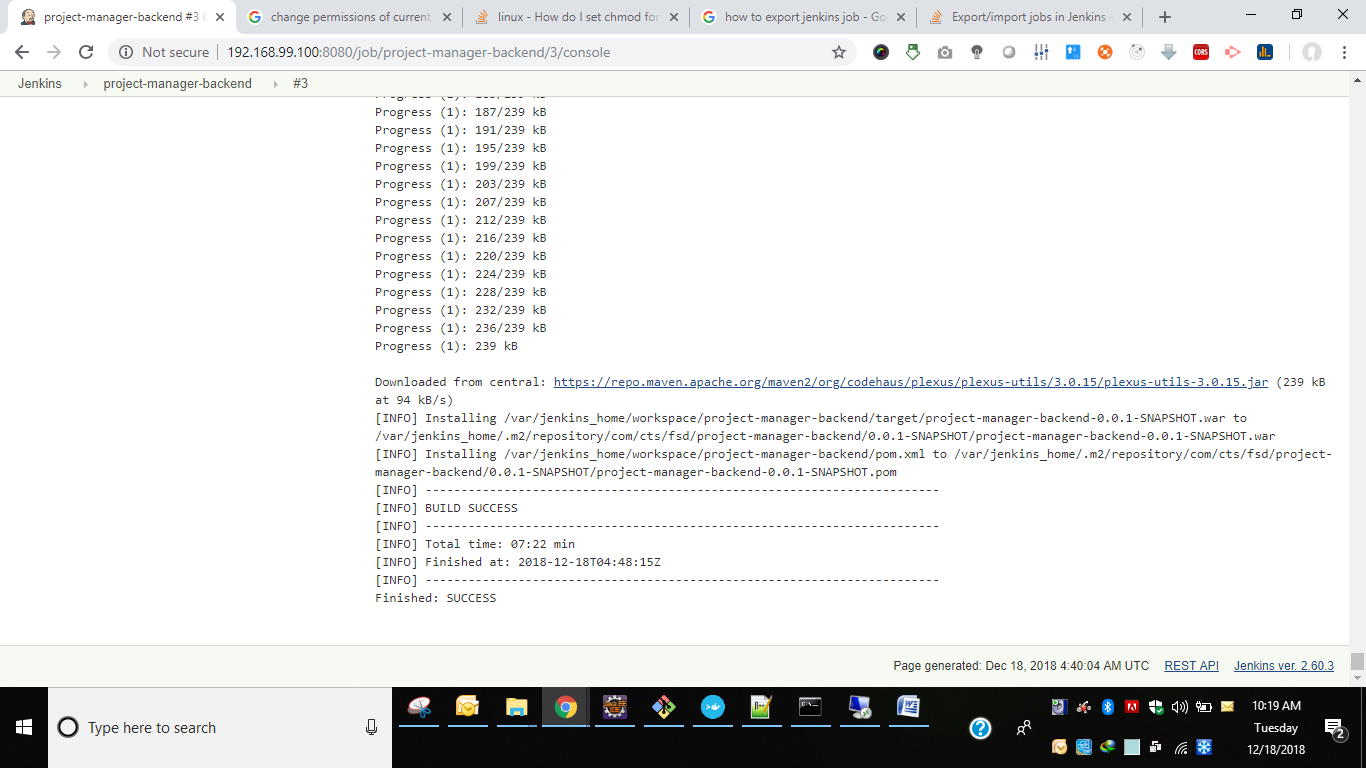 project-manager-backend #3 C
change permissions of current
linux - How do I set chmod for
how to export jenkins job - Go
Export/import jobs in Jenkins -
Not secure
192.168.99.100:8080/job/project-manager-backend/3/console
CORS
Jenkins
project-manager-backend
#3
Progress (1): 187/239 kB
Progress (1): 191/239 kB
Progress (1): 195/239 kB
Progress (1): 199/239 kB
Progress (1): 203/239 kB
Progress (1): 207/239 kB
Progress (1): 212/239 kB
Progress (1): 216/239 kB
Progress (1): 220/239 kB
Progress (1): 224/239 kB
Progress (1): 228/239 kB
Progress (1): 232/239 kB
Progress (1): 236/239 kB
Progress (1): 239 kB
Downloaded from central: https://repo.maven.apache.org/maven2/org/codehaus/plexus/plexus-utils/3.0.15/plexus-utils-3.0.15.jar (239 kB
at 94 kB/s)
[INFO] Installing /var/jenkins_home/workspace/project-manager-backend/target/project-manager-backend-0.0.1-SNAPSHOT.war to
/var/jenkins_home/.m2/repository/com/cts/fsd/project-manager-backend/0.0.1-SNAPSHOT/project-manager-backend-0.0.1-SNAPSHOT.war
[INFO] Installing /var/jenkins_home/workspace/project-manager-backend/pom.xml to /var/jenkins_home/.m2/repository/com/cts/fsd/project-
manager-backend/0.0.1-SNAPSHOT/project-manager-backend-0.0.1-SNAPSHOT.pom
[INFO] ------------------------------------------------------------------------
[INFO] BUILD SUCCESS
[INFO] ------------------------------------------------------------------------
[INFO] Total time: 07:22 min
[INFO] Finished at: 2018-12-18T04:48:15Z
[INFO] ------------------------------------------------------------------------
Finished: SUCCESS
Page generated: Dec 18, 2018 4:40:04 AM UTC
REST API
Jenkins ver. 2.60.3
Type here to search
10:19 AM
Tuesday
12/18/2018
2